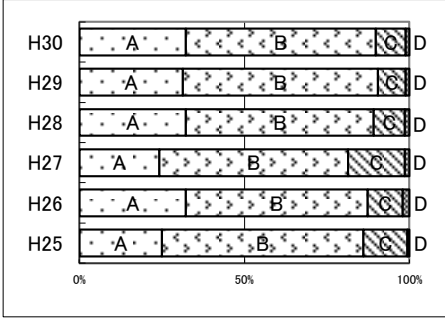 H30 A B C D
H29 A B C D
H28 A B C D
H27 A B C D
H26 A B C D
H25 A B C D
0% 50% 100%